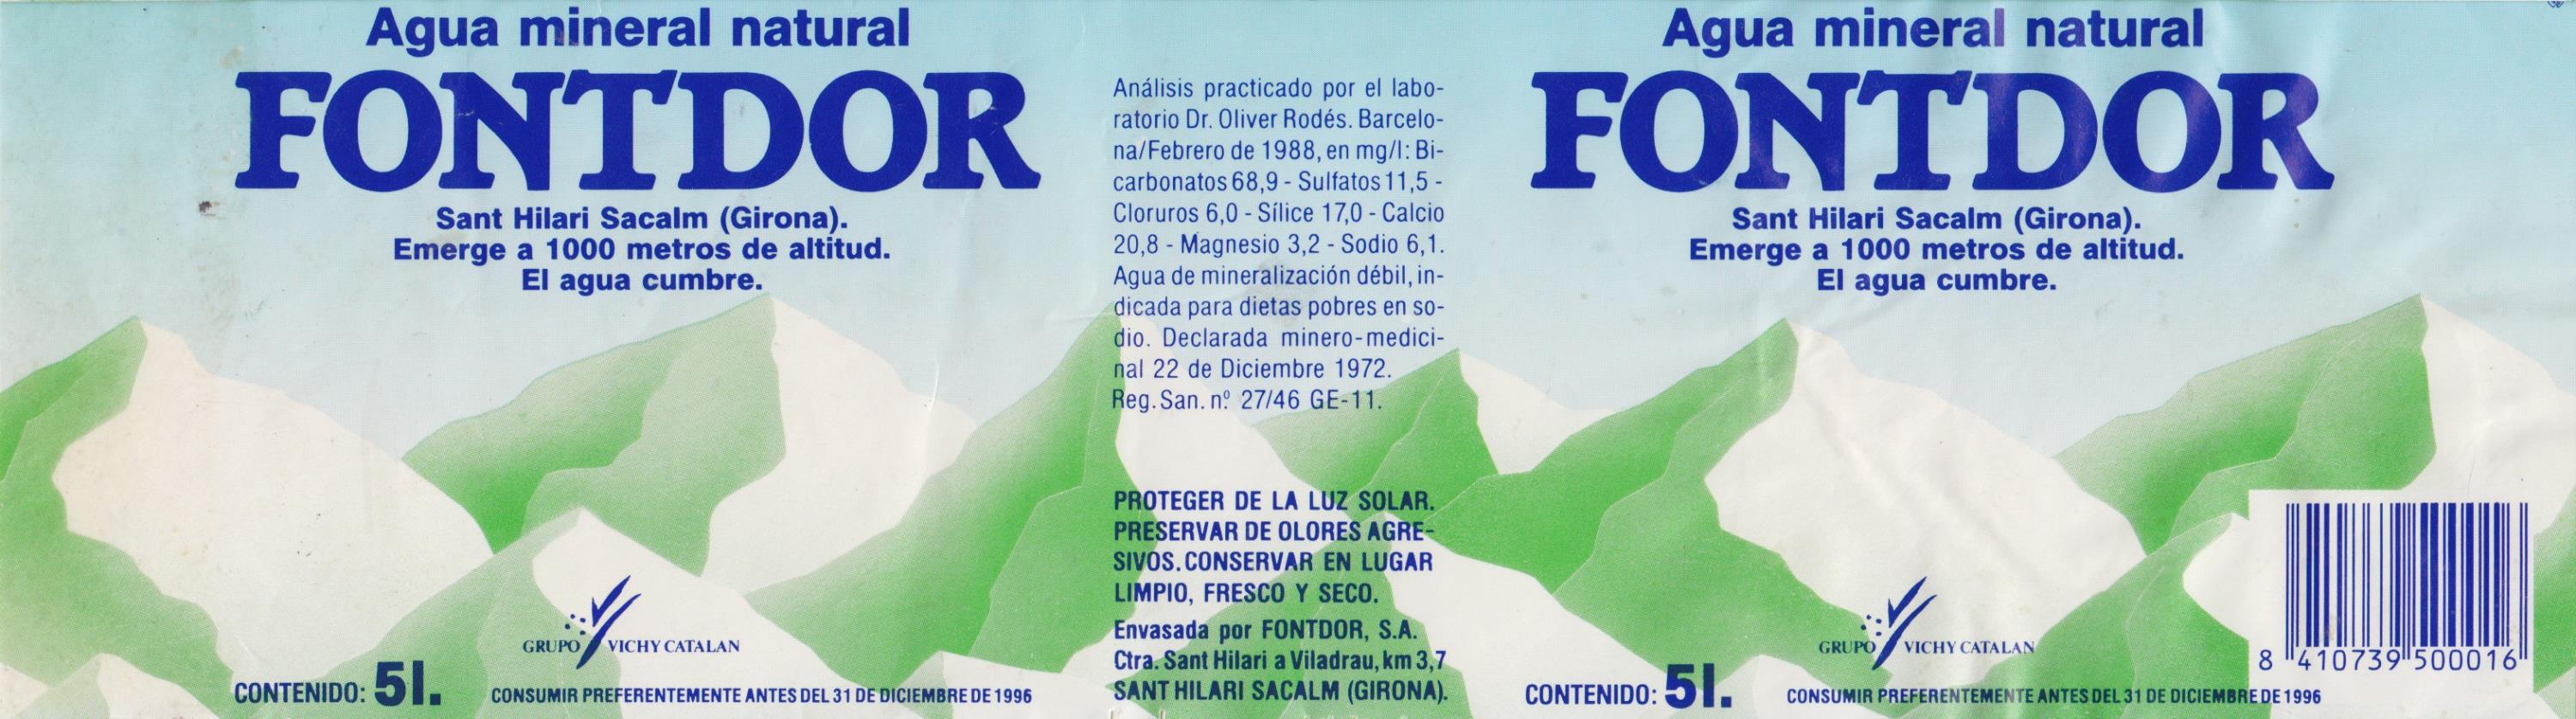 Agua mineral natural
FONTDOR
Sant Hilari Sacalm (Girona).
Emerge a 1000 metros de altitud.
El agua cumbre.
GRUPO VICHY CATALAN
CONTENIDO: 5l.
CONSUMIR PREFERENTEMENTE ANTES DEL 31 DE DICIEMBRE DE 1996
Análisis practicado por el labo-
ratorio Dr. Oliver Rodés. Barcelo-
na/Febrero de 1988, en mg/l: Bi-
carbonatos 68,9 - Sulfatos 11,5 -
Cloruros 6,0 - Sílice 17,0 - Calcio
20,8 - Magnesio 3,2 - Sodio 6,1.
Agua de mineralización débil, in-
dicada para dietas pobres en so-
dio. Declarada minero-medici-
nal 22 de Diciembre 1972.
Reg. San. nº 27/46 GE-11.
PROTEGER DE LA LUZ SOLAR.
PRESERVAR DE OLORES AGRE-
SIVOS. CONSERVAR EN LUGAR
LIMPIO, FRESCO Y SECO.
Envasada por FONTDOR, S.A.
Ctra. Sant Hilari a Viladrau, km 3,7
SANT HILARI SACALM (GIRONA).
Agua mineral natural
FONTDOR
Sant Hilari Sacalm (Girona).
Emerge a 1000 metros de altitud.
El agua cumbre.
GRUPO VICHY CATALAN
CONTENIDO: 5l.
CONSUMIR PREFERENTEMENTE ANTES DEL 31 DE DICIEMBRE DE 1996
8 410739 500016